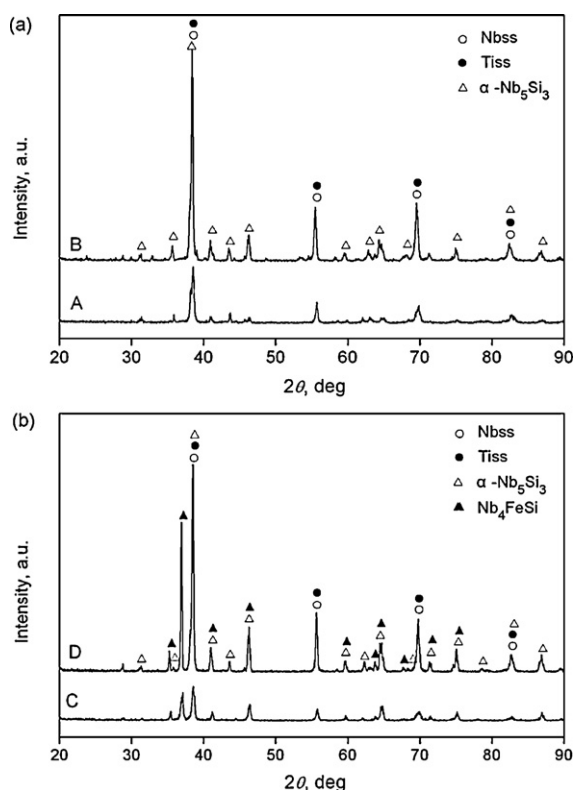 (a)
Intensity, a.u.
○ Nbss
● Tiss
△ α -Nb₅Si₃
B
A
20 30 40 50 60 70 80 90
2θ, deg
(b)
Intensity, a.u.
○ Nbss
● Tiss
△ α -Nb₅Si₃
▲ Nb₄FeSi
D
C
20 30 40 50 60 70 80 90
2θ, deg